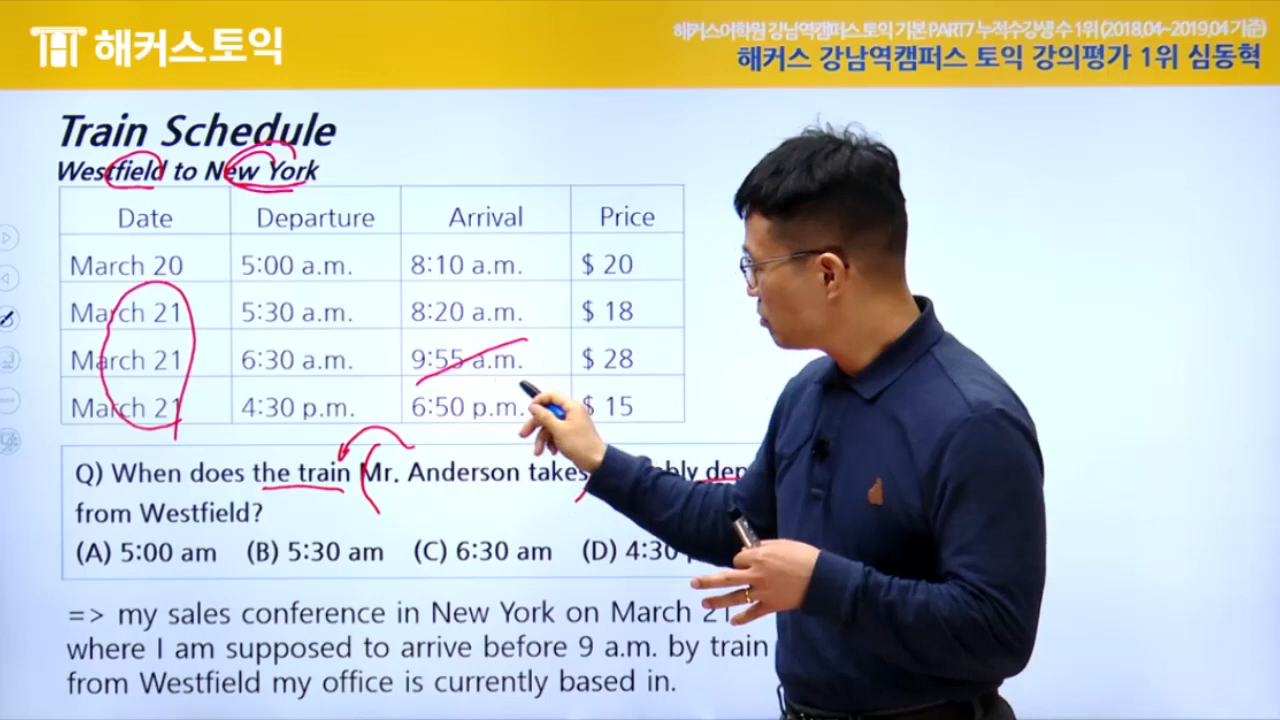 해커스토익
해커스어학원 강남역캠퍼스 토익 기본 PART7 누적수강생 수 1위 (2018.04~2019.04 기준)
해커스 강남역캠퍼스 토익 강의평가 1위 심동혁
Train Schedule
Westfield to New York
Date Departure Arrival Price
March 20 5:00 a.m. 8:10 a.m. $ 20
March 21 5:30 a.m. 8:20 a.m. $ 18
March 21 6:30 a.m. 9:55 a.m. $ 28
March 21 4:30 p.m. 6:50 p.m. $ 15
Q) When does the train Mr. Anderson takes bly dep
from Westfield?
(A) 5:00 am (B) 5:30 am (C) 6:30 am (D) 4:30
=> my sales conference in New York on March 21
where I am supposed to arrive before 9 a.m. by train
from Westfield my office is currently based in.